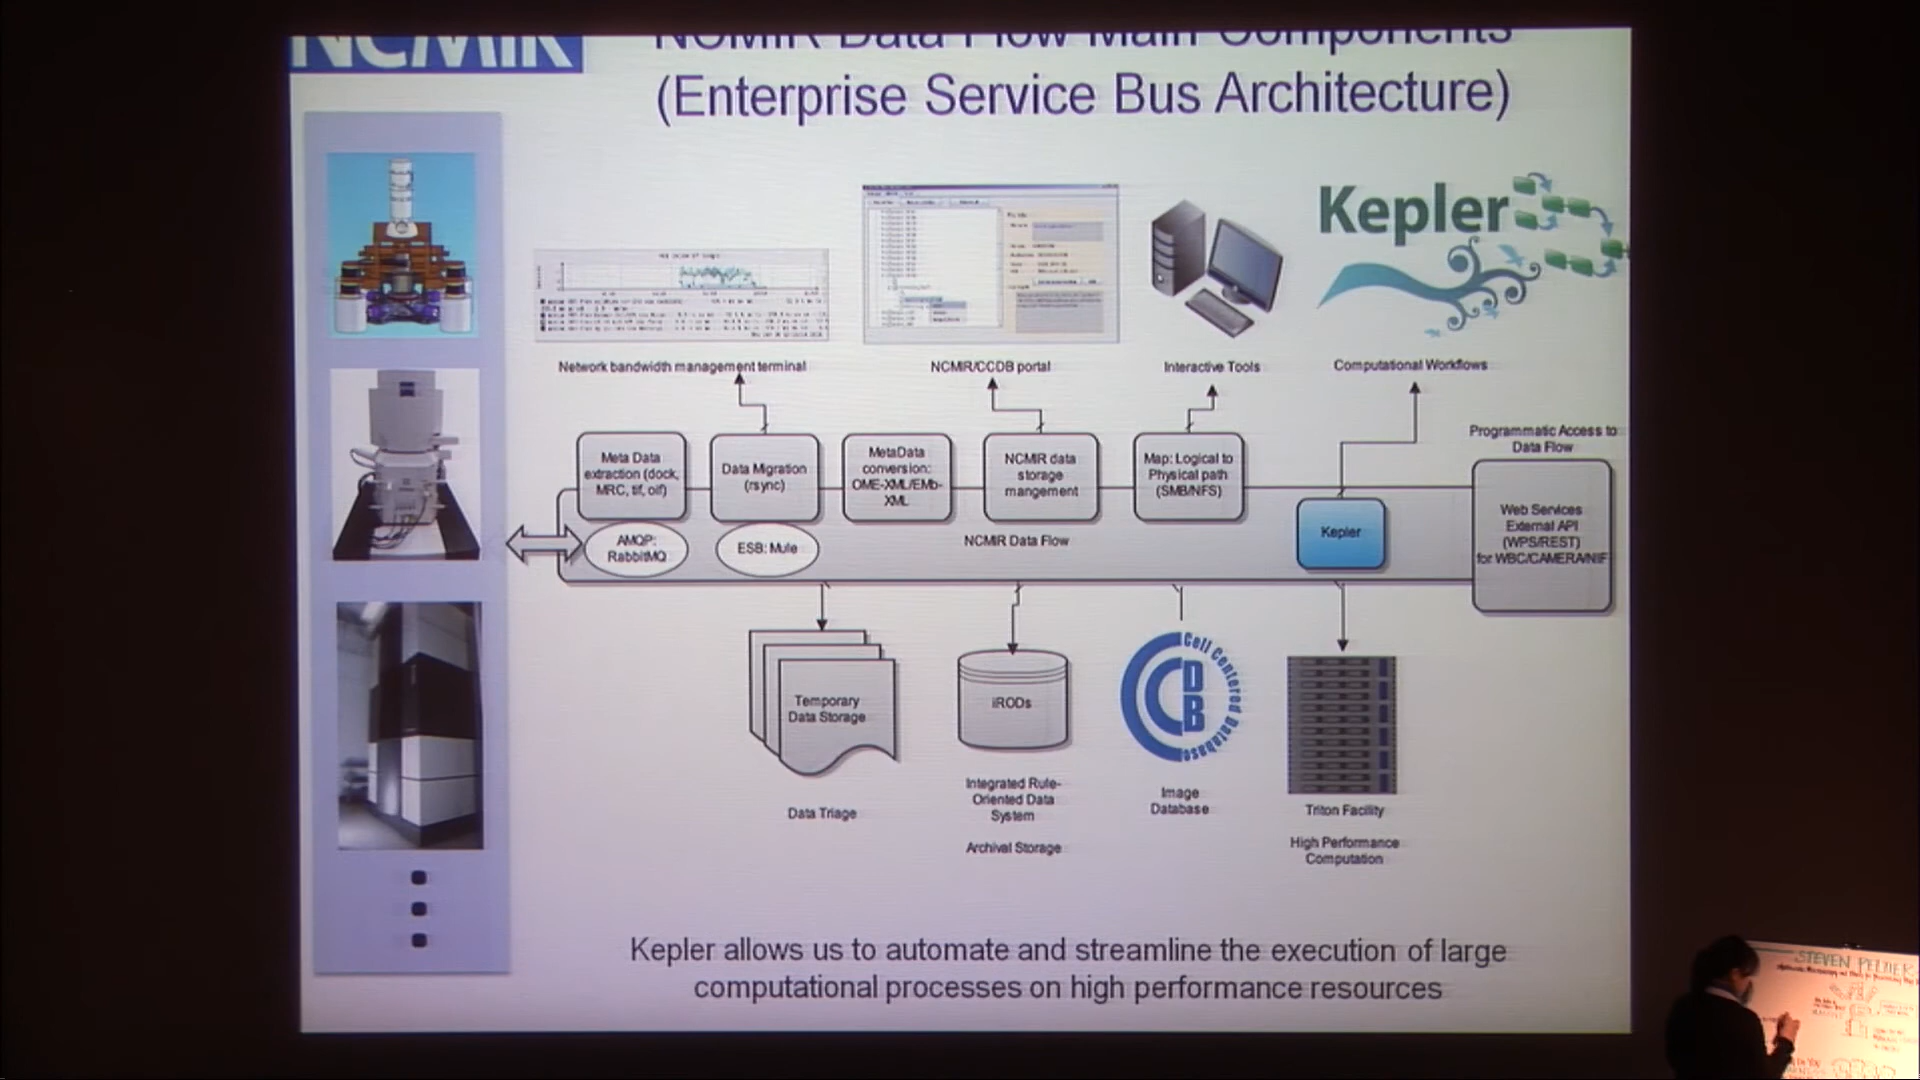 NCMIR
NCMIR Data Flow Main Components
(Enterprise Service Bus Architecture)
Kepler
Network bandwidth management terminal
NCMIR/CCDB portal
Interactive Tools
Computational Workflows
Programmatic Access to
Data Flow
Meta Data
extraction (dock,
MRC, tif, oif)
Data Migration
(rsync)
MetaData
conversion:
OME-XML/EMb-
XML
NCMIR data
storage
mangement
Map: Logical to
Physical path
(SMB/NFS)
Kepler
Web Services
External API
(WPS/REST)
for WBC/CAMERA/NIF
AMQP:
RabbitMQ
ESB: Mule
NCMIR Data Flow
Temporary
Data Storage
Data Triage
iRODs
Integrated Rule-
Oriented Data
System
Archival Storage
CCDB
Cell Centered Database
Image
Database
Triton Facility
High Performance
Computation
Kepler allows us to automate and streamline the execution of large
computational processes on high performance resources
STEVEN PELTIER